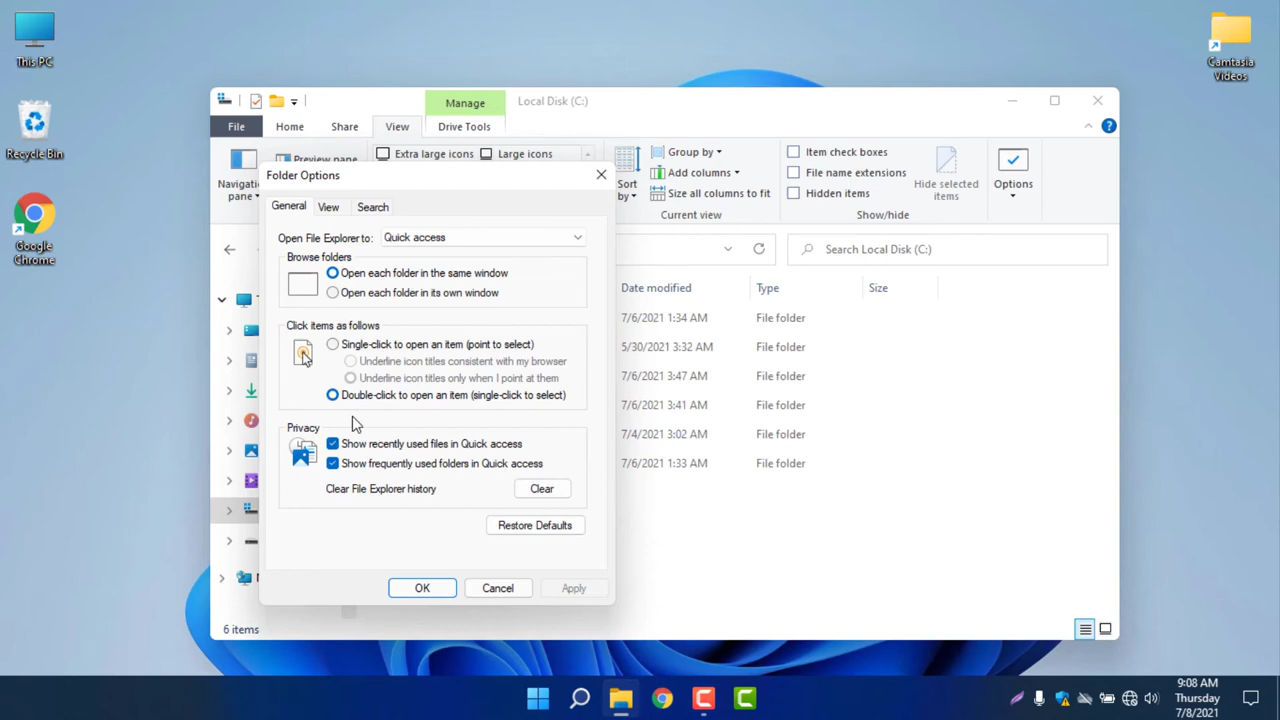 This PC
Recycle Bin
Google
Chrome
Camtasia
Videos
Manage
Local Disk (C:)
File
Home
Share
View
Drive Tools
Preview pane
Extra large icons
Large icons
Navigation
pane
Sort
by
Group by
Add columns
Size all columns to fit
Current view
Item check boxes
File name extensions
Hidden items
Hide selected
items
Show/hide
Options
Search Local Disk (C:)
Date modified
Type
Size
7/6/2021 1:34 AM
File folder
5/30/2021 3:32 AM
File folder
7/6/2021 3:47 AM
File folder
7/6/2021 3:41 AM
File folder
7/4/2021 3:02 AM
File folder
7/6/2021 1:33 AM
File folder
6 items
Folder Options
General
View
Search
Open File Explorer to:
Quick access
Browse folders
Open each folder in the same window
Open each folder in its own window
Click items as follows
Single-click to open an item (point to select)
Underline icon titles consistent with my browser
Underline icon titles only when I point at them
Double-click to open an item (single-click to select)
Privacy
Show recently used files in Quick access
Show frequently used folders in Quick access
Clear File Explorer history
Clear
Restore Defaults
OK
Cancel
Apply
9:08 AM
Thursday
7/8/2021